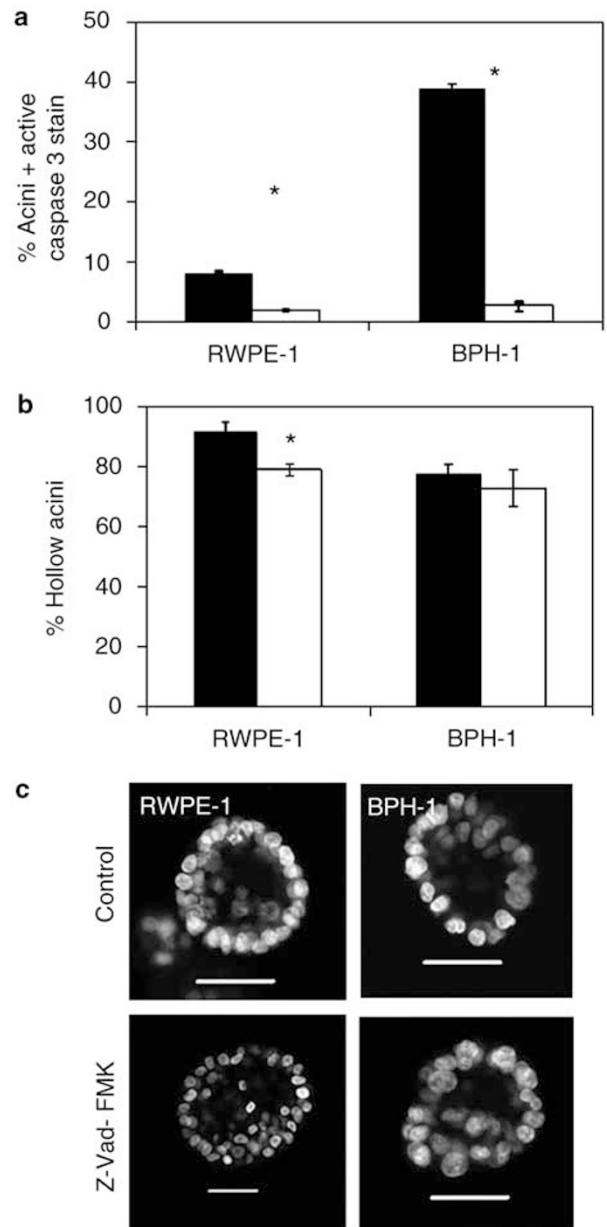 a
% Acini + active
caspase 3 stain
50
40
30
20
10
0
*
*
RWPE-1
BPH-1
b
% Hollow acini
100
80
60
40
20
0
*
RWPE-1
BPH-1
c
RWPE-1
BPH-1
Control
Z-Vad- FMK